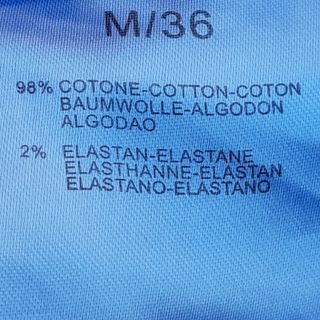 M/36
98% COTONE-COTTON-COTON
BAUMWOLLE-ALGODON
ALGODAO
2% ELASTAN-ELASTANE
ELASTHANNE-ELASTAN
ELASTANO-ELASTANO